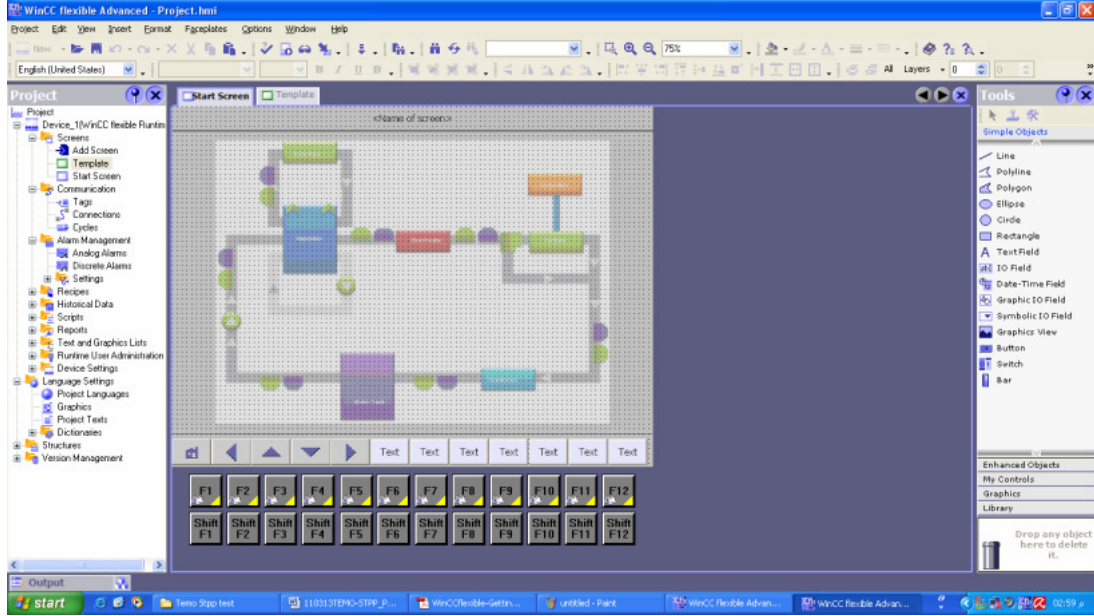 WinCC flexible Advanced - Project.hmi
Project Edit View Insert Format Faceplates Options Window Help
New 75%
English (United States) B I U All Layers 0 0
Project
Start Screen Template
Tools
Project
Device_1(WinCC flexible Runtim
Screens
Add Screen
Template
Start Screen
Communication
Tags
Connections
Cycles
Alarm Management
Analog Alarms
Discrete Alarms
Settings
Recipes
Historical Data
Scripts
Reports
Text and Graphics Lists
Runtime User Administration
Device Settings
Language Settings
Project Languages
Graphics
Project Texts
Dictionaries
Structures
Version Management
<Name of screen>
Text Text Text Text Text Text Text
F1 F2 F3 F4 F5 F6 F7 F8 F9 F10 F11 F12
Shift F1 Shift F2 Shift F3 Shift F4 Shift F5 Shift F6 Shift F7 Shift F8 Shift F9 Shift F10 Shift F11 Shift F12
Simple Objects
Line
Polyline
Polygon
Ellipse
Circle
Rectangle
Text Field
IO Field
Date-Time Field
Graphic IO Field
Symbolic IO Field
Graphics View
Button
Switch
Bar
Enhanced Objects
My Controls
Graphics
Library
Drop any object
here to delete
it.
Output
start Temo Stpp test 110313TEMO-STPP_P... WinCCflexible-Gettin... untitled - Paint WinCC flexible Advan... WinCC flexible Advan... 02:59 م